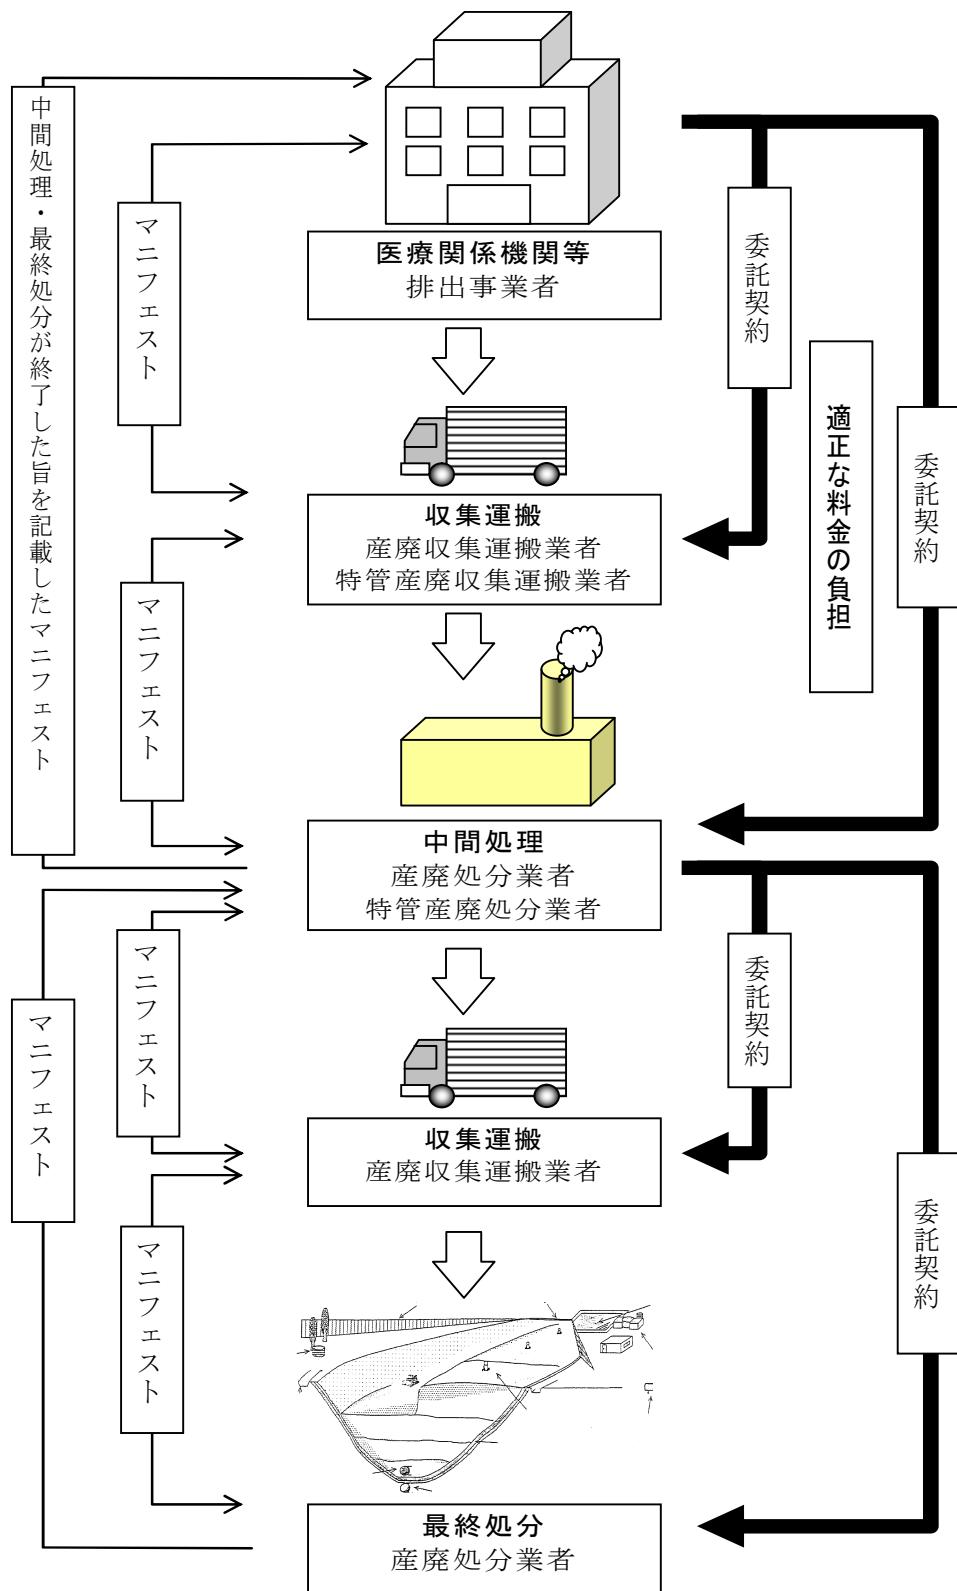 中間処理・最終処分が終了した旨を記載したマニフェスト
マニフェスト
医療関係機関等
排出事業者
委託契約
適正な料金の負担
委託契約
収集運搬
産廃収集運搬業者
特管産廃収集運搬業者
マニフェスト
中間処理
産廃処分業者
特管産廃処分業者
マニフェスト
マニフェスト
委託契約
収集運搬
産廃収集運搬業者
委託契約
マニフェスト
最終処分
産廃処分業者